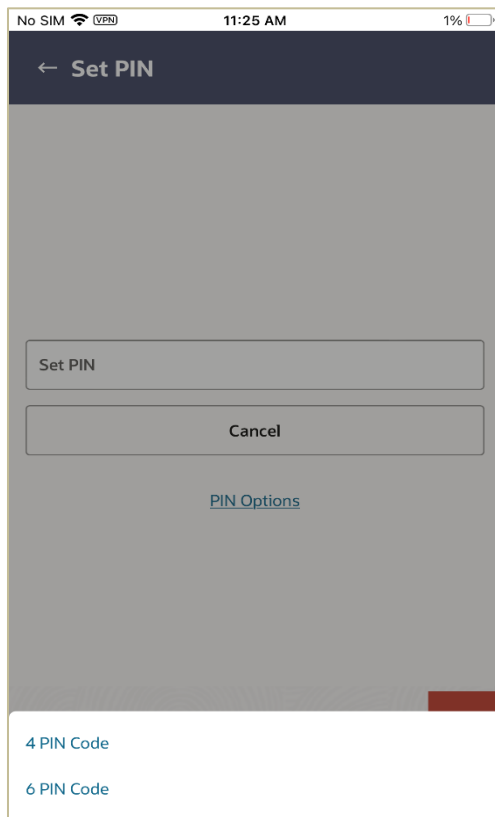 No SIM VPN 11:25 AM 1%
← Set PIN
Set PIN
Cancel
PIN Options
4 PIN Code
6 PIN Code